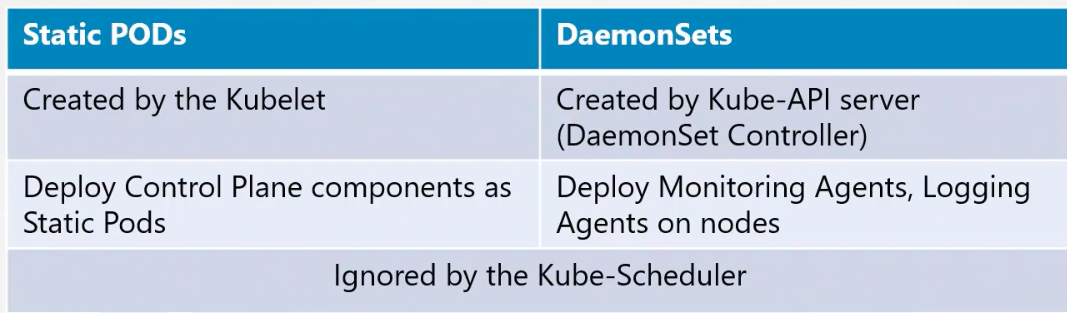 Static PODs
DaemonSets
Created by the Kubelet
Created by Kube-API server
(DaemonSet Controller)
Deploy Control Plane components as
Static Pods
Deploy Monitoring Agents, Logging
Agents on nodes
Ignored by the Kube-Scheduler